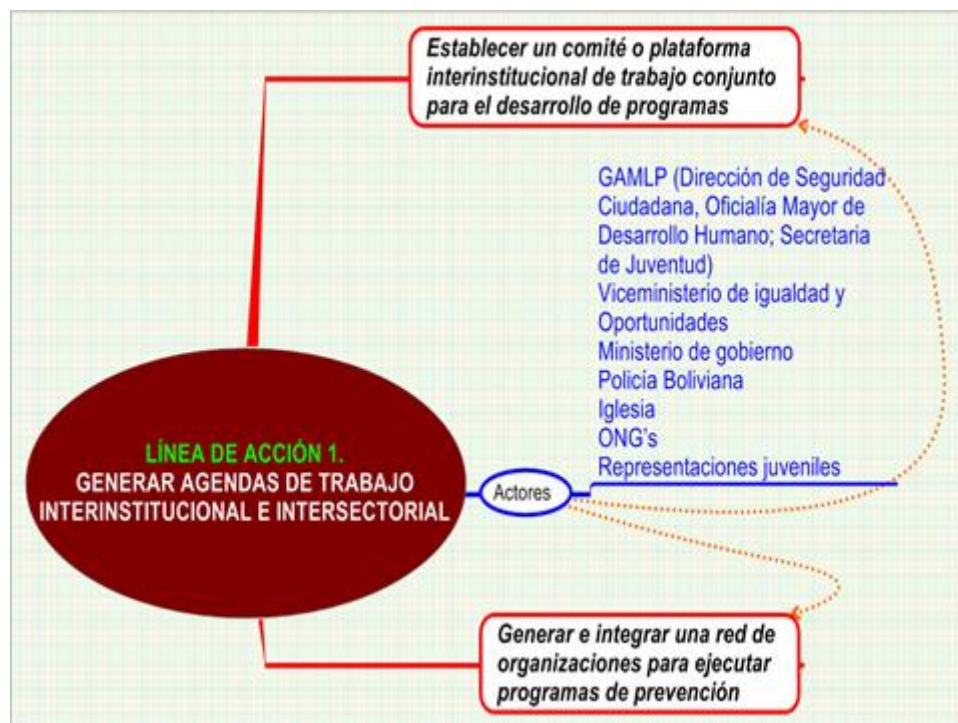 Establecer un comité o plataforma
interinstitucional de trabajo conjunto
para el desarrollo de programas
GAMLP (Dirección de Seguridad
Ciudadana, Oficialía Mayor de
Desarrollo Humano; Secretaria
de Juventud)
Viceministerio de igualdad y
Oportunidades
Ministerio de gobierno
Policía Boliviana
Iglesia
ONG's
Representaciones juveniles
LÍNEA DE ACCIÓN 1.
GENERAR AGENDAS DE TRABAJO
INTERINSTITUCIONAL E INTERSECTORIAL
Actores
Generar e integrar una red de
organizaciones para ejecutar
programas de prevención